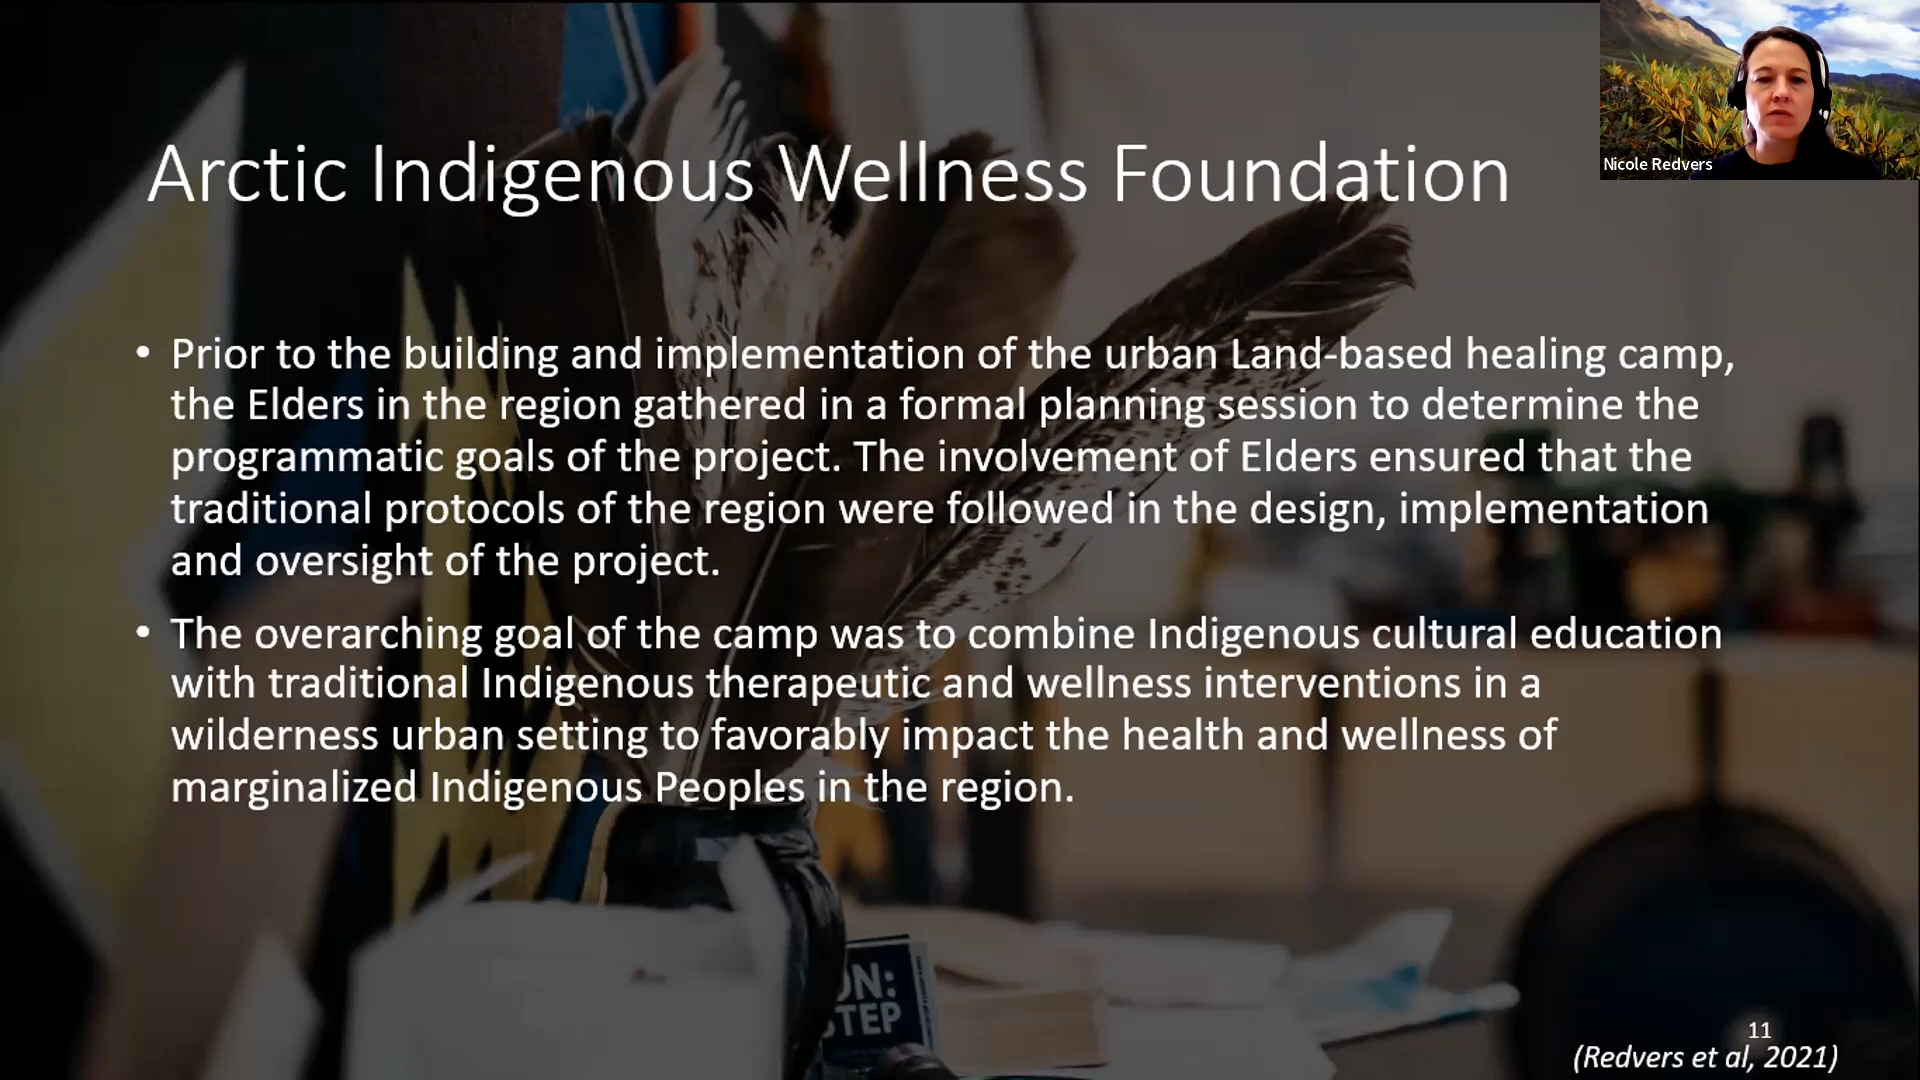 Nicole Redvers
Arctic Indigenous Wellness Foundation
• Prior to the building and implementation of the urban Land-based healing camp,
the Elders in the region gathered in a formal planning session to determine the
programmatic goals of the project. The involvement of Elders ensured that the
traditional protocols of the region were followed in the design, implementation
and oversight of the project.
• The overarching goal of the camp was to combine Indigenous cultural education
with traditional Indigenous therapeutic and wellness interventions in a
wilderness urban setting to favorably impact the health and wellness of
marginalized Indigenous Peoples in the region.
ON:
STEP
11
(Redvers et al, 2021)